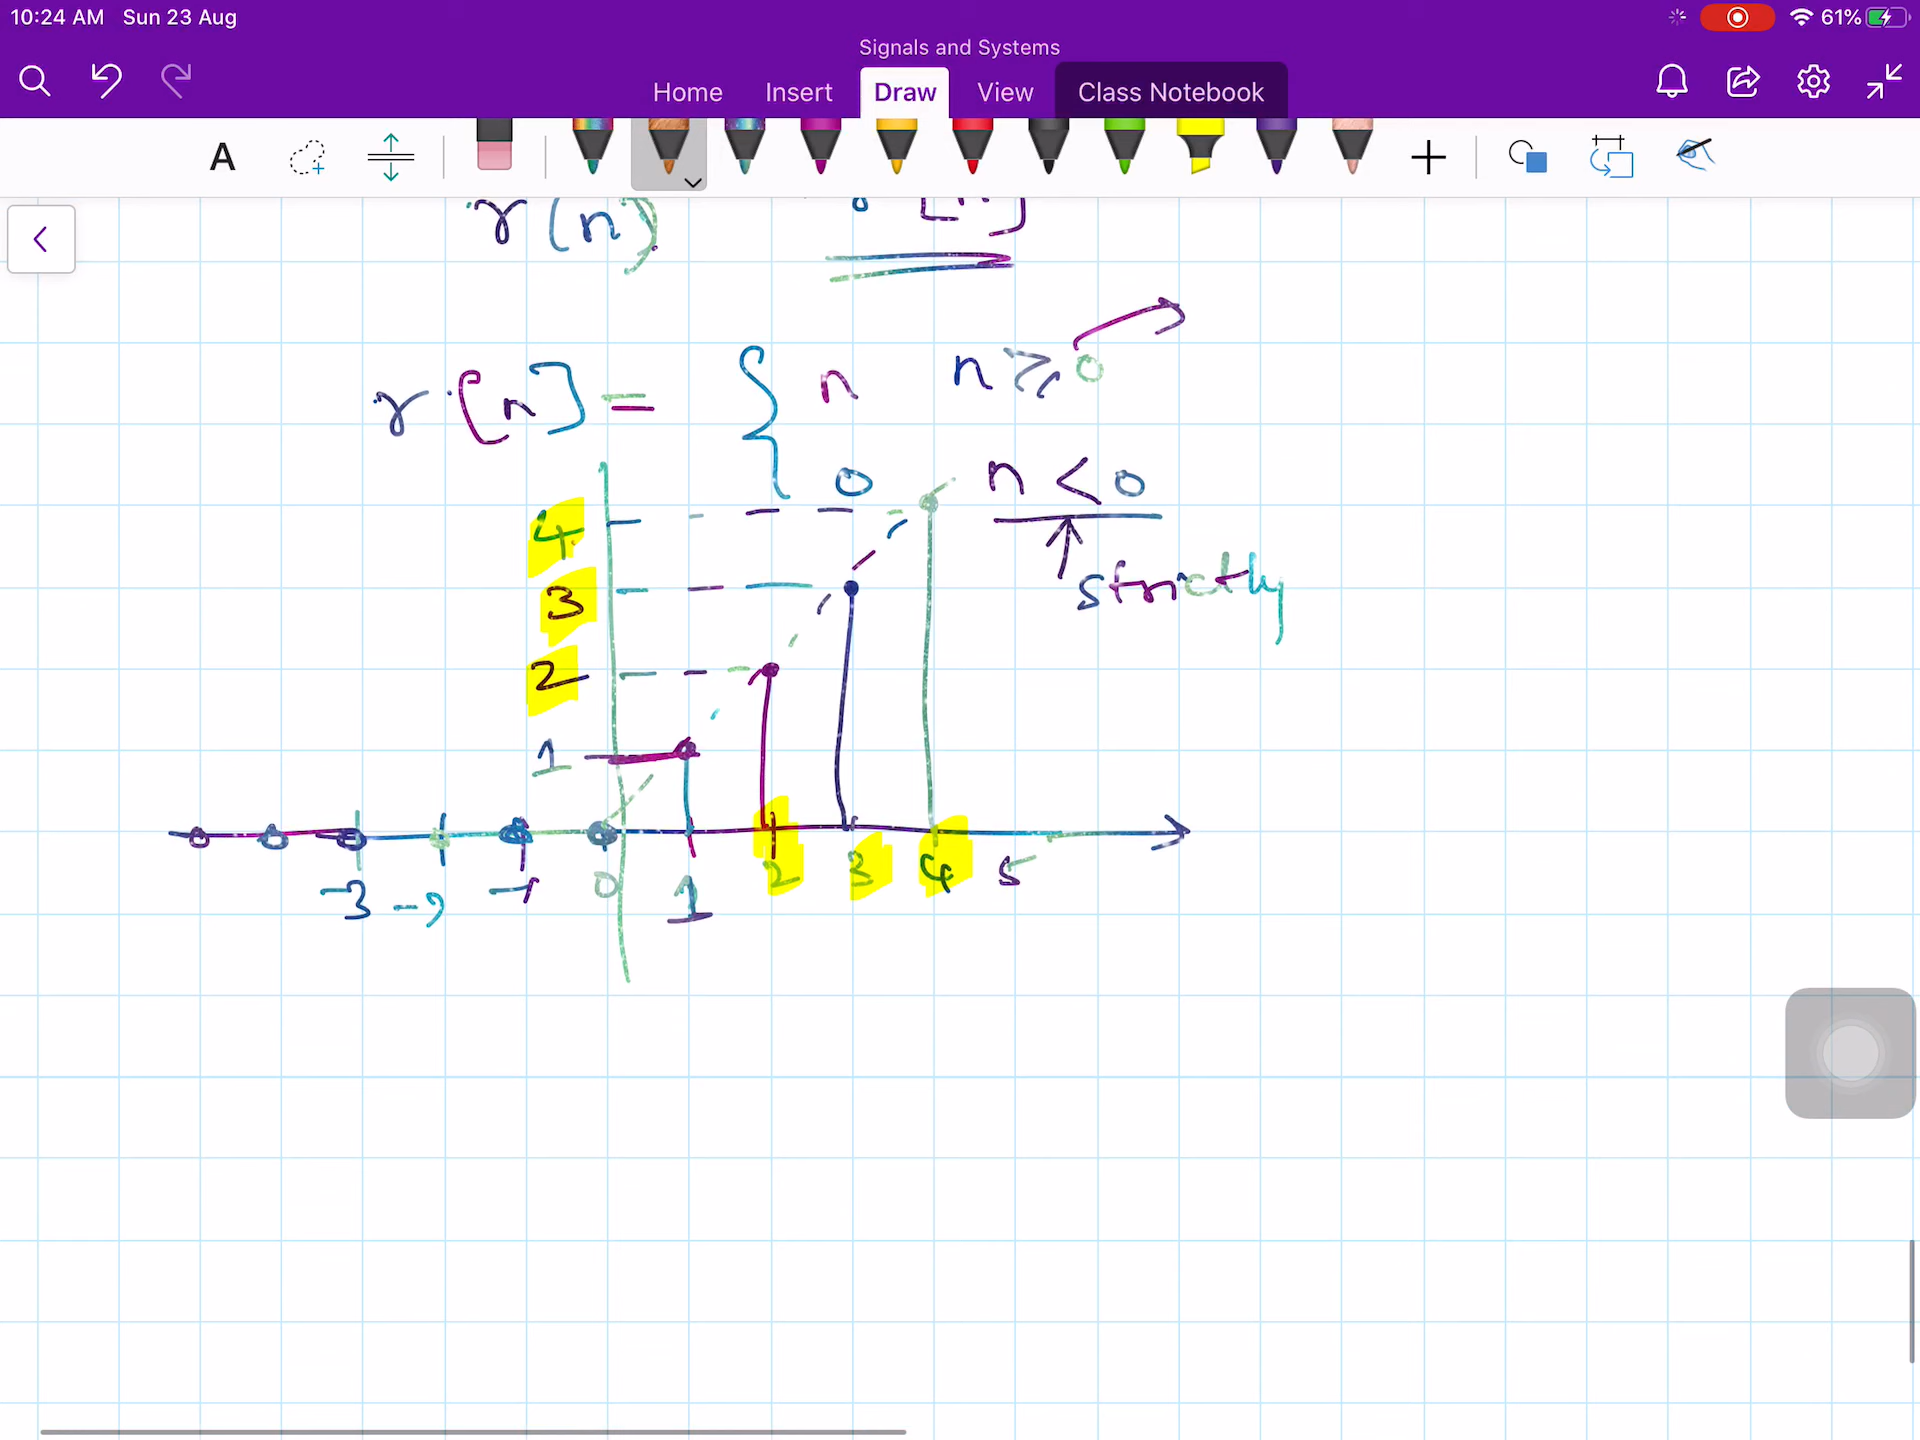 10:24 AM Sun 23 Aug
61%
Signals and Systems
Home Insert Draw View Class Notebook
A
r(n) [n]
r[n] = { n n ≥ 0
0 n < 0
strictly
4
3
2
1
-3 -2 -1 0 1 2 3 4 5